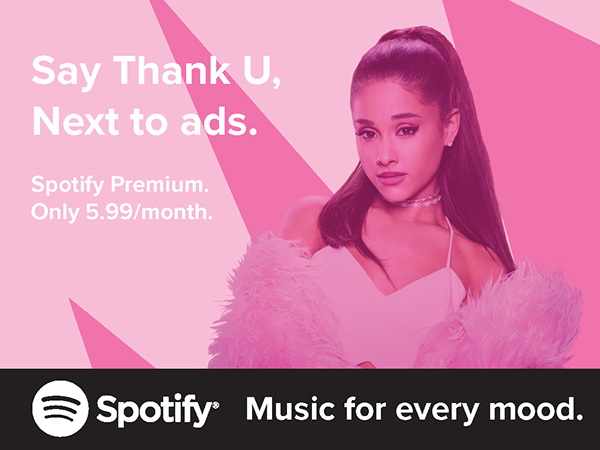 Say Thank U,
Next to ads.
Spotify Premium.
Only 5.99/month.
Spotify® Music for every mood.